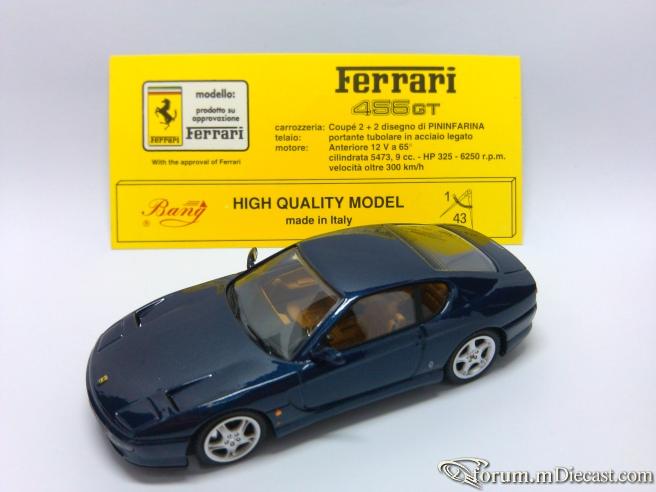 Ferrari
456GT
modello:
prodotto su
approvazione
Ferrari
Ferrari
With the approval of Ferrari
carrozzeria: Coupé 2 + 2 disegno di PININFARINA
telaio: portante tubolare in acciaio legato
motore: Anteriore 12 V a 65°
cilindrata 5473, 9 cc. - HP 325 - 6250 r.p.m.
velocità oltre 300 km/h
Bang
®
HIGH QUALITY MODEL
made in Italy
1
43
forum.mDiecast.com